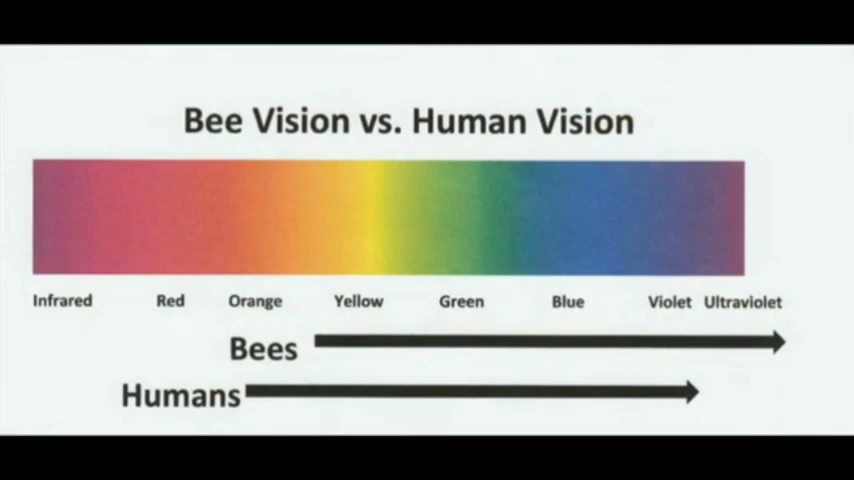 Bee Vision vs. Human Vision
Infrared Red Orange Yellow Green Blue Violet Ultraviolet
Bees
Humans